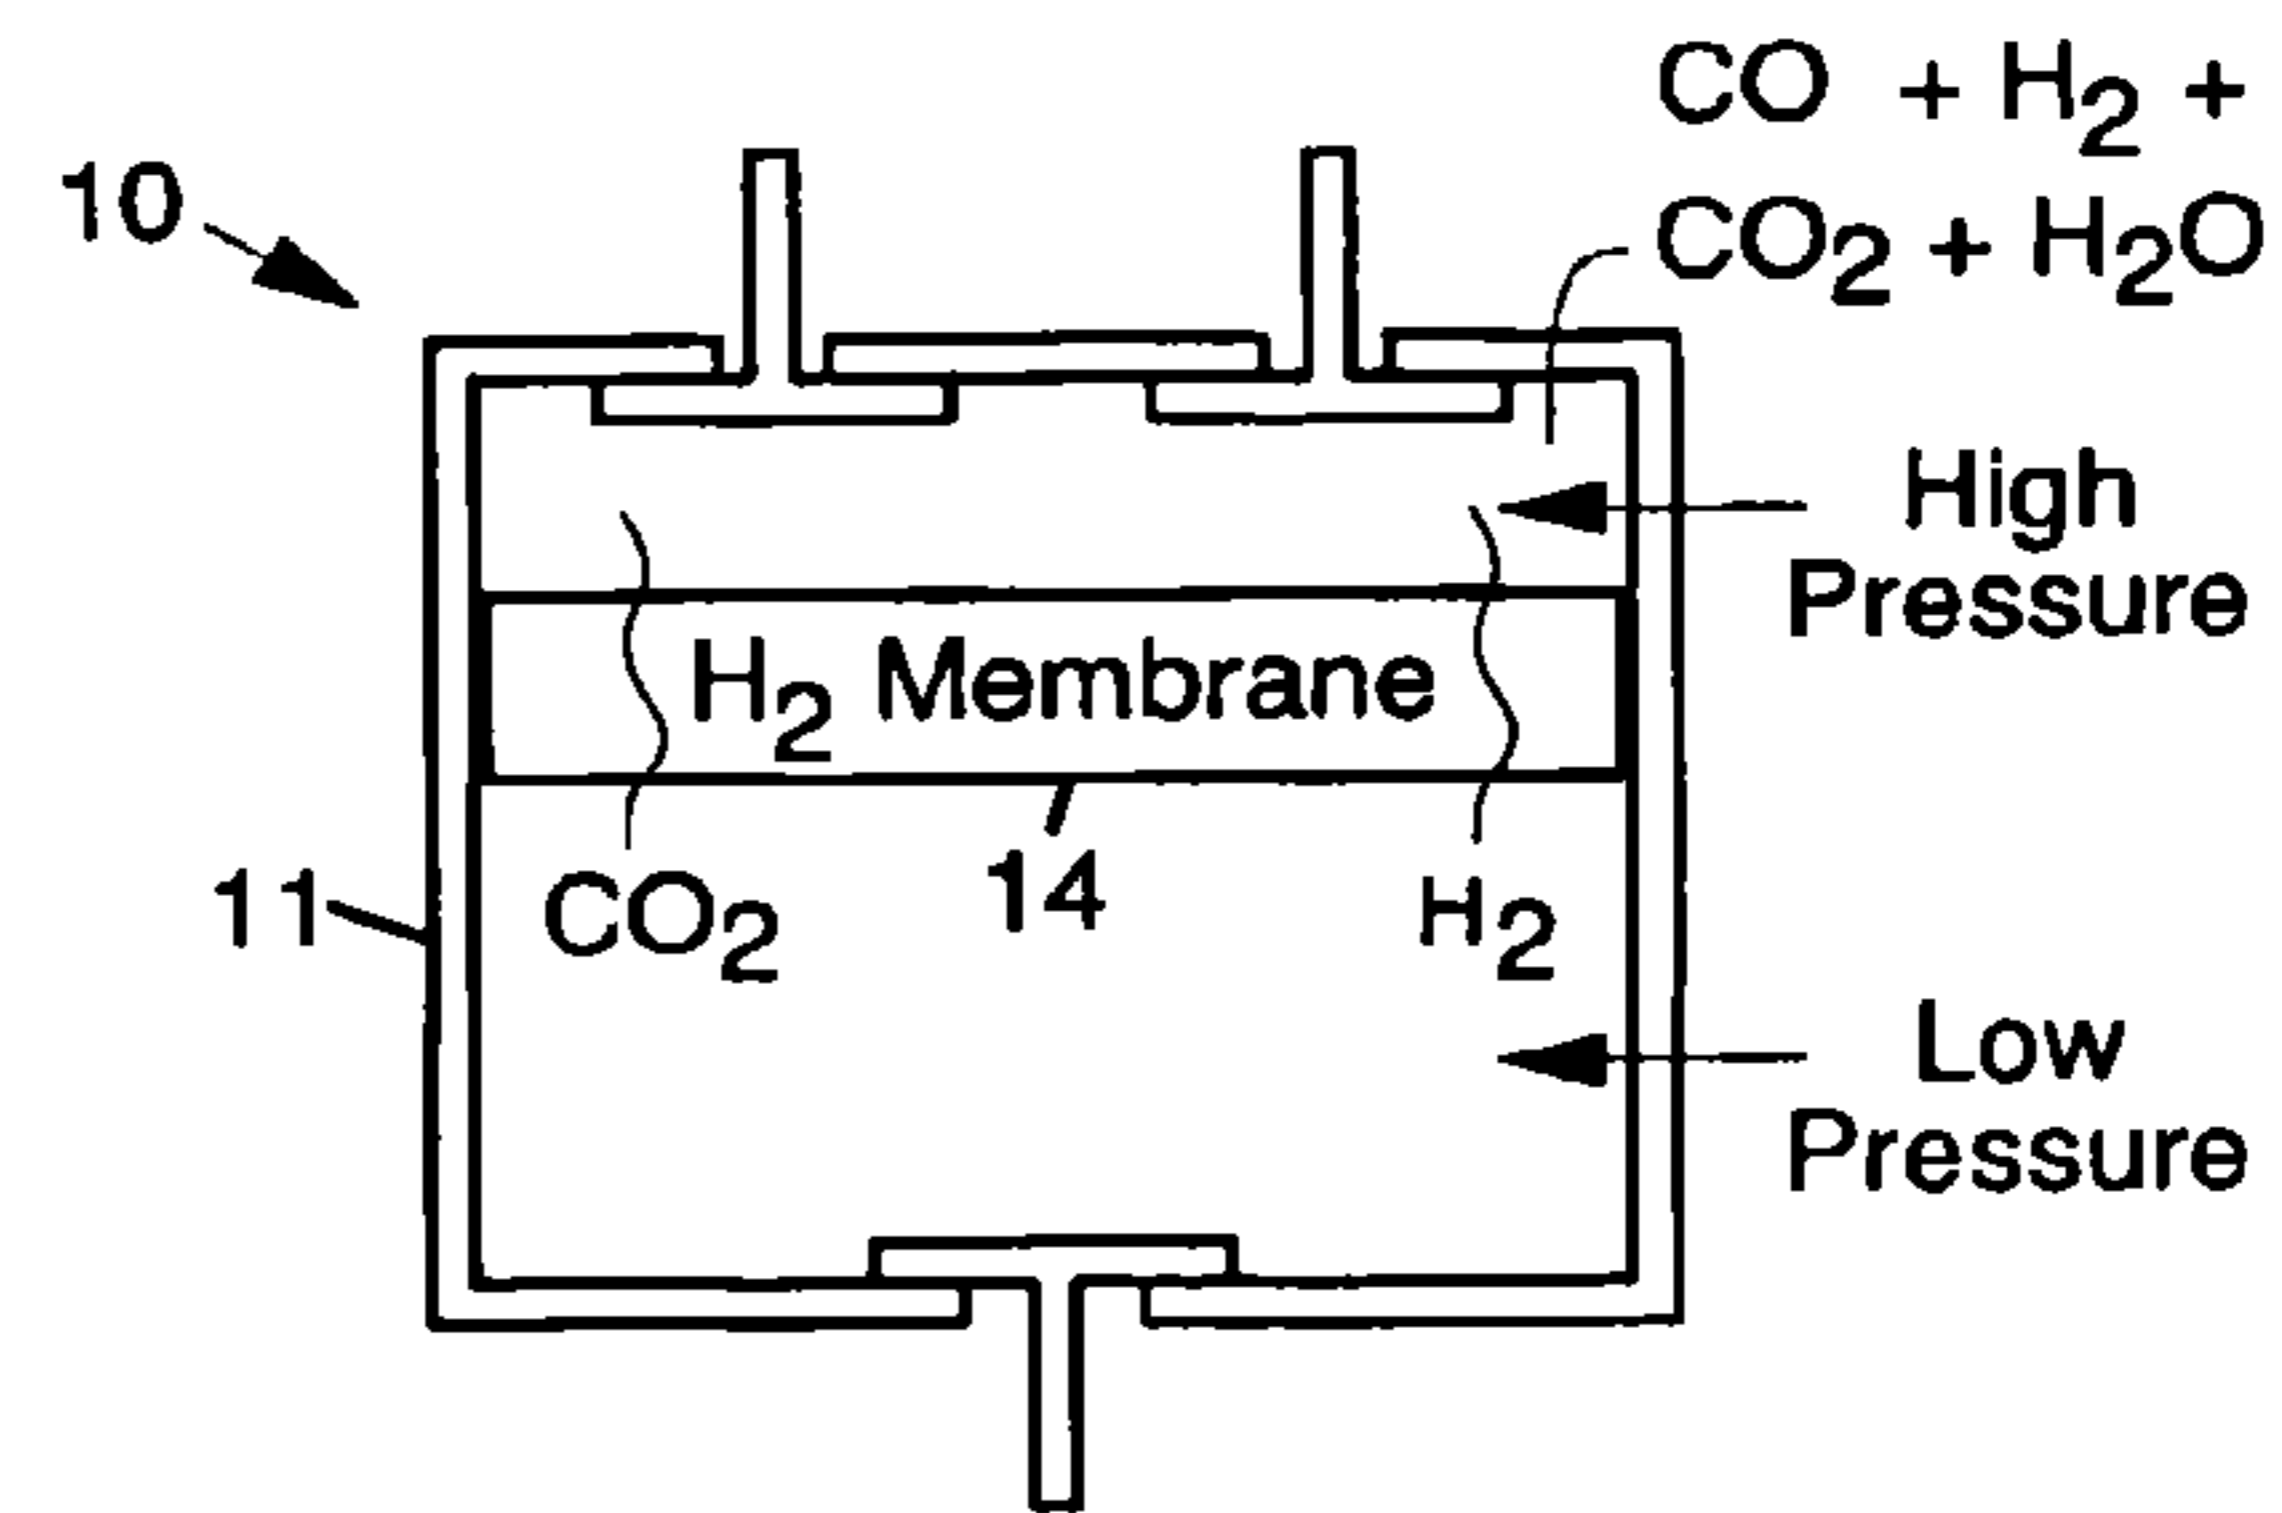 CO + H2 +
10
CO2 + H2O
High
Pressure
H2 Membrane
14
11
CO2
H2
Low
Pressure